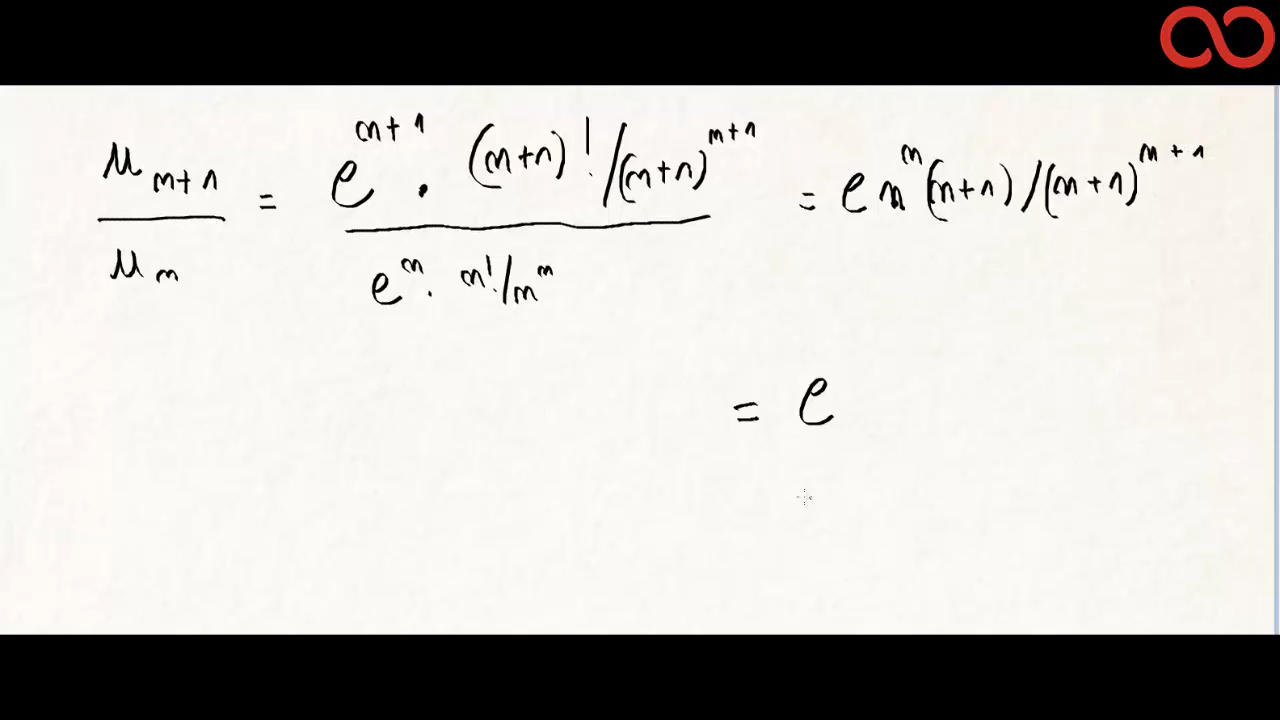 u_{n+1} / u_n = (e^{n+1} · (n+1)! / (n+1)^{n+1}) / (e^n · n! / n^n) = e n^n (n+1) / (n+1)^{n+1}
= e